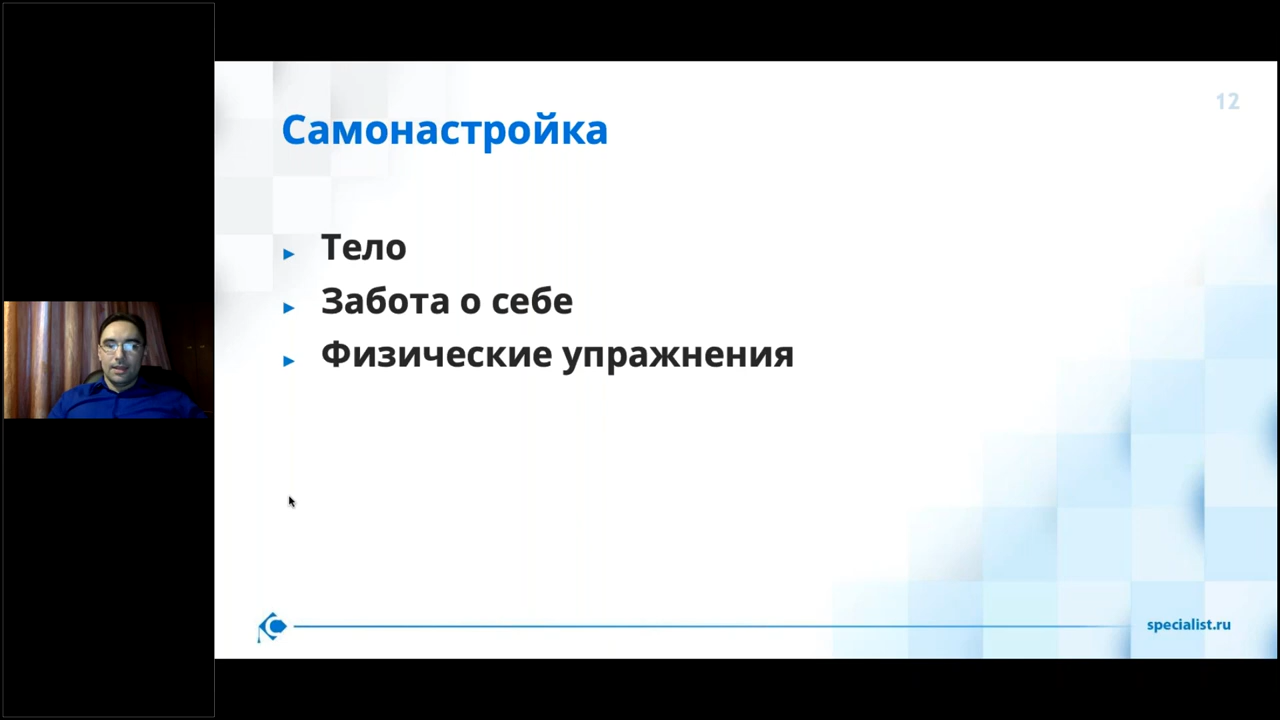 12
Самонастройка
Тело
Забота о себе
Физические упражнения
specialist.ru